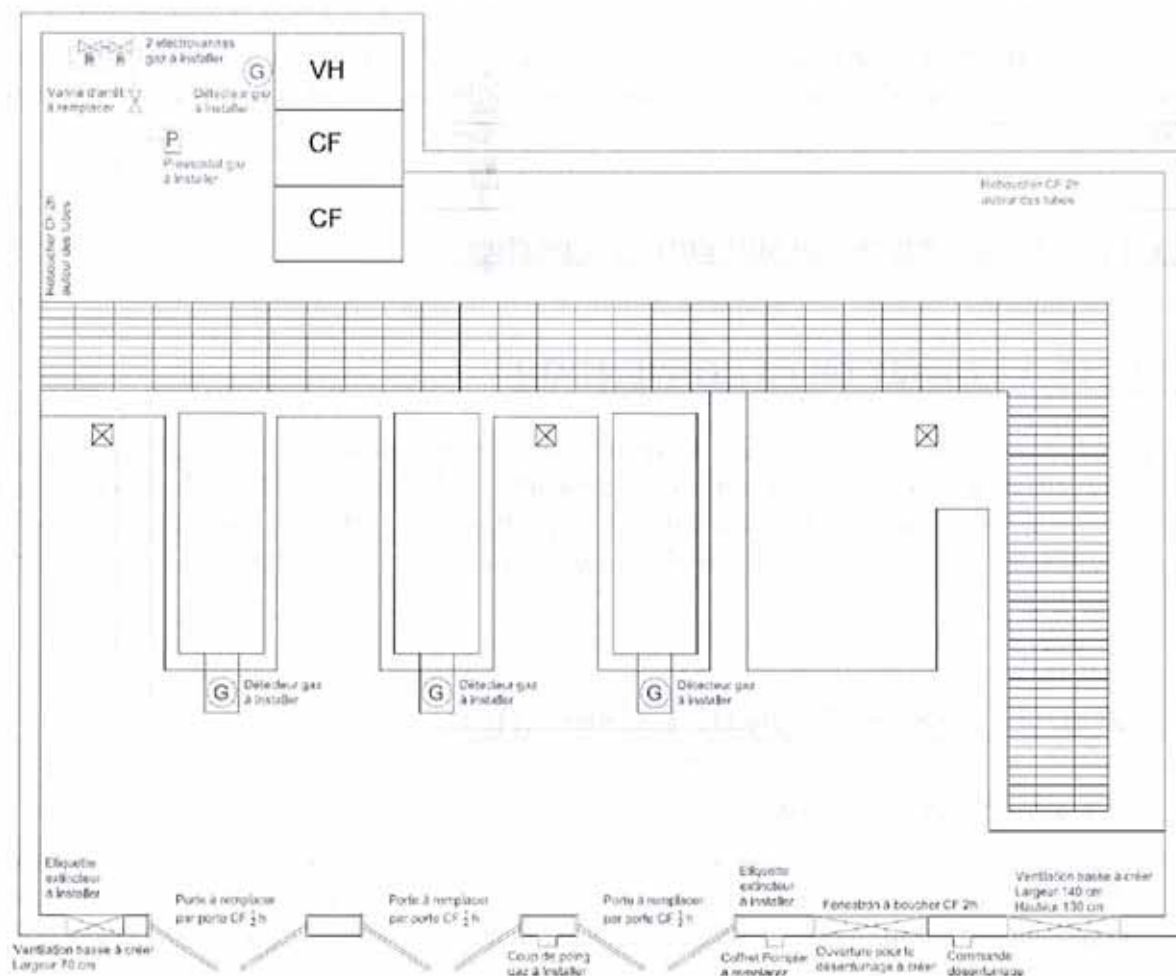 2 électrovannes
gaz à installer
G
VH
Vanne d'arrêt
à remplacer
Détecteur gaz
à installer
P
CF
Pressostat gaz
à installer
CF
Reboucher CF 2h
autour des tubes
Reboucher CF 2h
autour des tubes
G
Détecteur gaz
à installer
G
Détecteur gaz
à installer
G
Détecteur gaz
à installer
Etiquette
extincteur
à installer
Porte à remplacer
par porte CF ½h
Porte à remplacer
par porte CF ½h
Porte à remplacer
par porte CF ½h
Etiquette
extincteur
à installer
Fenestron à boucher CF 2h
Ventilation basse à créer
Largeur 140 cm
Hauteur 130 cm
Ventilation basse à créer
Largeur 70 cm
Coup de poing
gaz à installer
Coffret Pompier
à remplacer
Ouverture pour le
désenfumage à créer
Commande
désenfumage